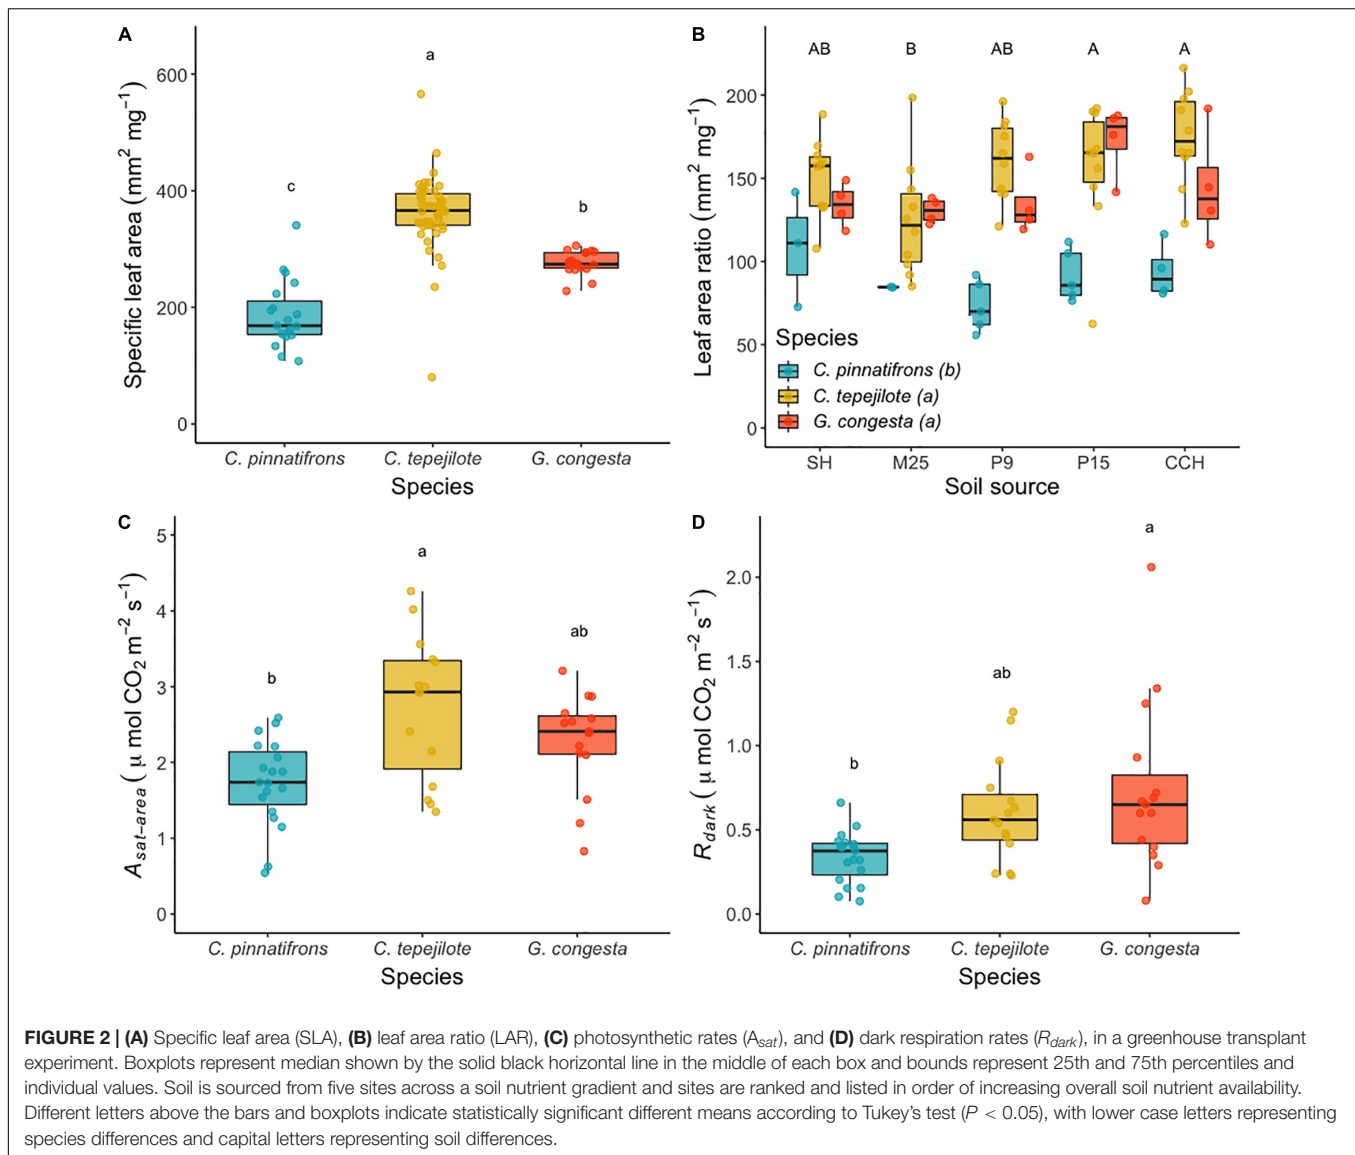 A
a
c
b
600
400
200
0
Specific leaf area (mm² mg⁻¹)
C. pinnatifrons C. tepejilote G. congesta
Species
B
AB B AB A A
200
150
100
50
0
Leaf area ratio (mm² mg⁻¹)
Species
C. pinnatifrons (b)
C. tepejilote (a)
G. congesta (a)
SH M25 P9 P15 CCH
Soil source
C
a
ab
b
5
4
3
2
1
0
A_sat–area ( μ mol CO₂ m⁻² s⁻¹)
C. pinnatifrons C. tepejilote G. congesta
Species
D
a
ab
b
2.0
1.5
1.0
0.5
0.0
R_dark ( μ mol CO₂ m⁻² s⁻¹)
C. pinnatifrons C. tepejilote G. congesta
Species
FIGURE 2 | (A) Specific leaf area (SLA), (B) leaf area ratio (LAR), (C) photosynthetic rates (A_sat), and (D) dark respiration rates (R_dark), in a greenhouse transplant
experiment. Boxplots represent median shown by the solid black horizontal line in the middle of each box and bounds represent 25th and 75th percentiles and
individual values. Soil is sourced from five sites across a soil nutrient gradient and sites are ranked and listed in order of increasing overall soil nutrient availability.
Different letters above the bars and boxplots indicate statistically significant different means according to Tukey's test (P < 0.05), with lower case letters representing
species differences and capital letters representing soil differences.